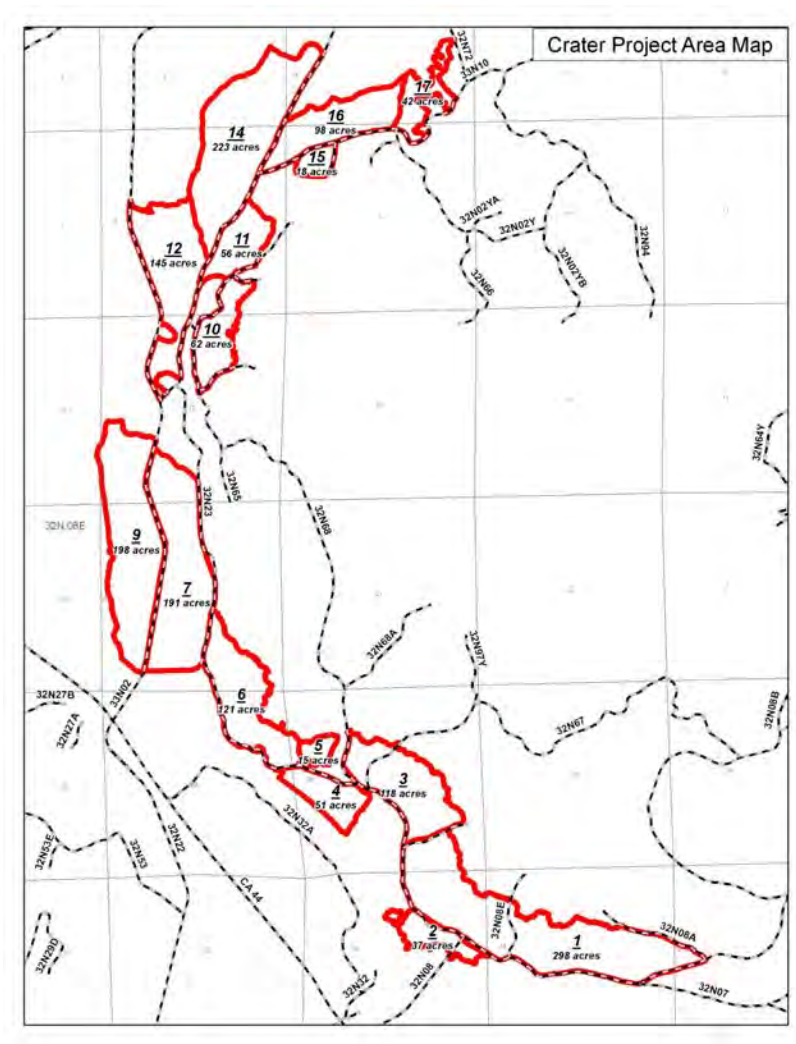 Crater Project Area Map
32N72
33N10
17
42 acres
16
98 acres
14
223 acres
15
18 acres
32N02YA
32N02Y
32N04
11
56 acres
12
145 acres
32N66
32N02YB
10
62 acres
32N64Y
32N65
32N23
32N68
32N.08E
9
198 acres
7
191 acres
32N68A
32N97Y
33N02
6
121 acres
32N27B
32N27A
32N67
32N08B
5
15 acres
4
51 acres
3
118 acres
32N32A
32N53E
32N53
32N22
CA 44
32N29D
32N32
2
37 acres
32N08
32N08E
1
298 acres
32N08A
32N07